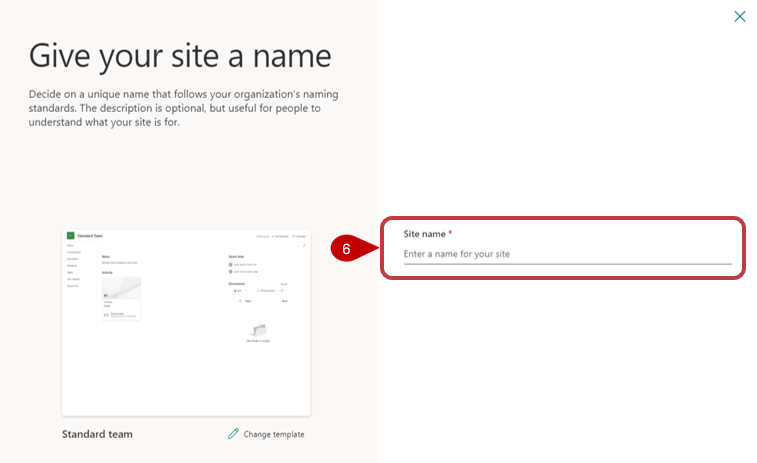 Give your site a name
Decide on a unique name that follows your organization's naming
standards. The description is optional, but useful for people to
understand what your site is for.
Standard Team
News
Quick links
Activity
Documents
Standard team
Change template
6
Site name *
Enter a name for your site